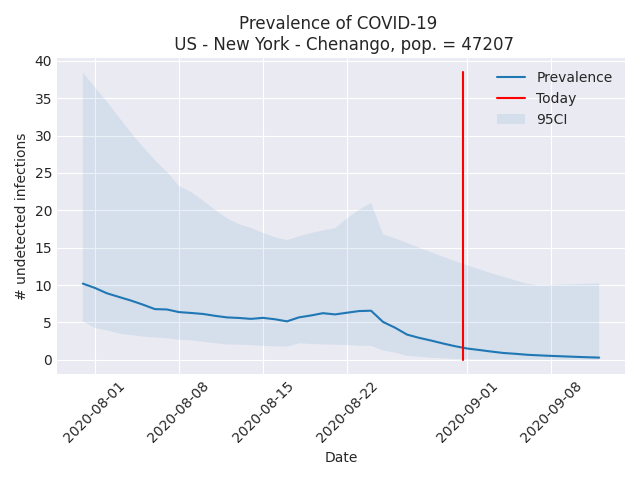 Prevalence of COVID-19
US - New York - Chenango, pop. = 47207
40
35
30
25
20
15
10
5
0
# undetected infections
Prevalence
Today
95CI
2020-08-01
2020-08-08
2020-08-15
2020-08-22
2020-09-01
2020-09-08
Date